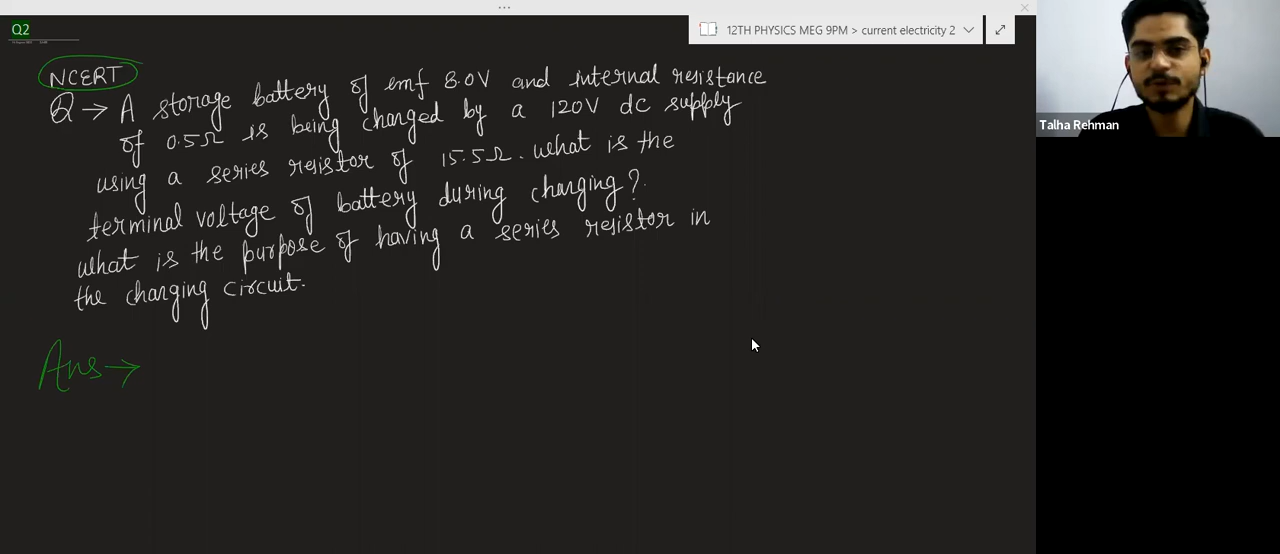 Q2
12TH PHYSICS MEG 9PM > current electricity 2
Talha Rehman
NCERT
Q → A storage battery of emf 8.0V and internal resistance
of 0.5Ω is being charged by a 120V dc supply
using a series resistor of 15.5Ω. what is the
terminal voltage of battery during charging?
what is the purpose of having a series resistor in
the charging circuit.
Ans →